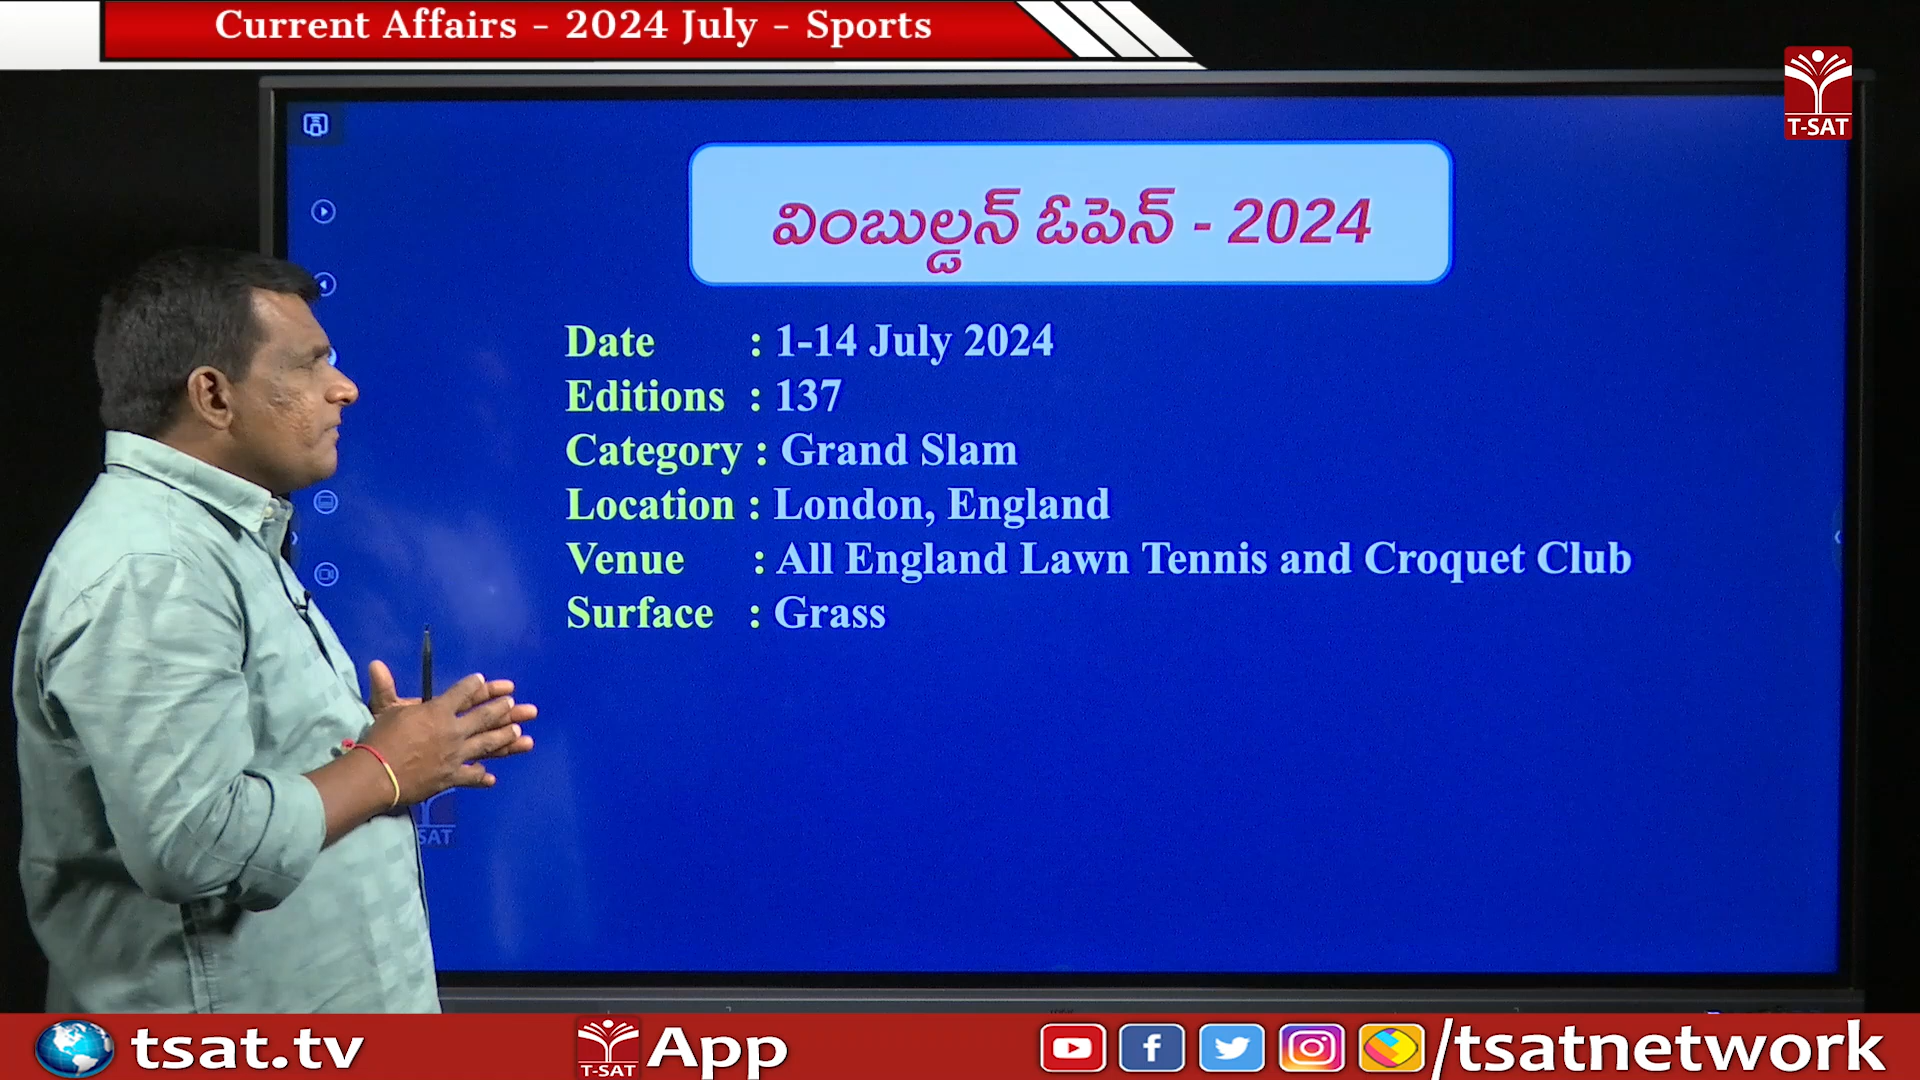 Current Affairs - 2024 July - Sports
T-SAT
వింబుల్డన్ ఓపెన్ - 2024
Date : 1-14 July 2024
Editions : 137
Category : Grand Slam
Location : London, England
Venue : All England Lawn Tennis and Croquet Club
Surface : Grass
SAT
tsat.tv
T-SAT
App
/tsatnetwork